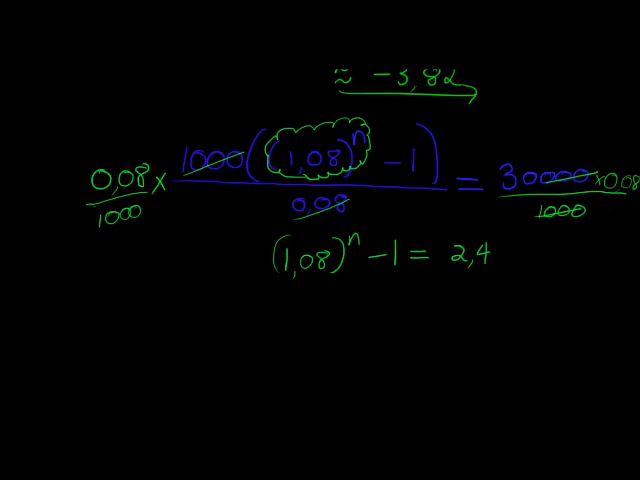 ≈ -3,82
0,08/1000 × 1000((1,08)^n - 1)/0,08 = 30000 × 0,08/1000
(1,08)^n - 1 = 2,4